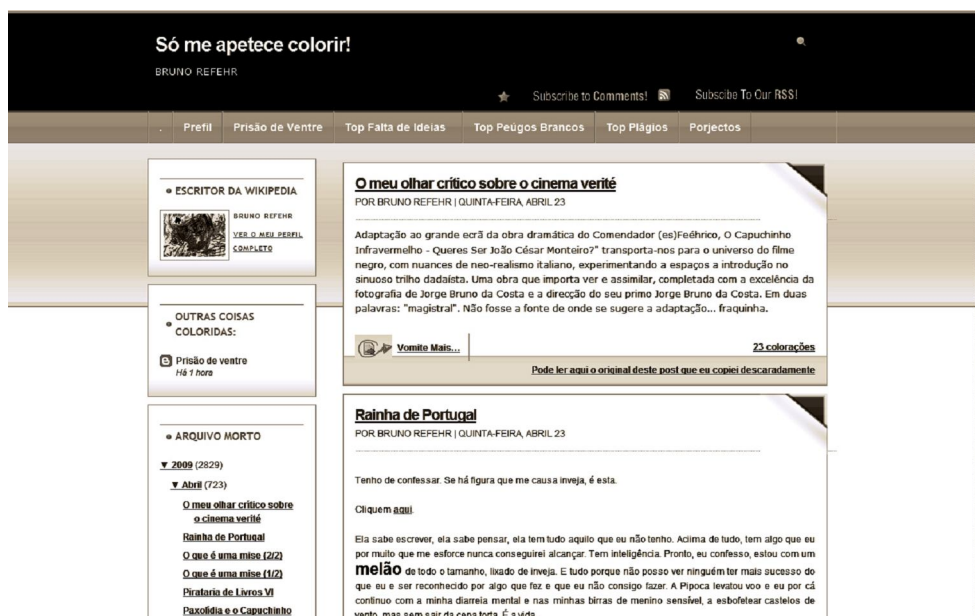 Só me apetece colorir!
BRUNO REFEHR
Subscribe to Comments!
Subscibe To Our RSS!
. Prefil Prisão de Ventre Top Falta de Ideias Top Peúgos Brancos Top Plágios Porjectos
ESCRITOR DA WIKIPEDIA
BRUNO REFEHR
VER O MEU PERFIL
COMPLETO
OUTRAS COISAS
COLORIDAS:
Prisão de ventre
Há 1 hora
ARQUIVO MORTO
▼ 2009 (2829)
▼ Abril (723)
O meu olhar crítico sobre
o cinema verité
Rainha de Portugal
O que é uma mise (2/2)
O que é uma mise (1/2)
Pirataria de Livros VI
Paxolidia e o Capuchinho
O meu olhar crítico sobre o cinema verité
POR BRUNO REFEHR | QUINTA-FEIRA, ABRIL 23
Adaptação ao grande ecrã da obra dramática do Comendador (es)Feéhrico, O Capuchinho
Infravermelho - Queres Ser João César Monteiro?" transporta-nos para o universo do filme
negro, com nuances de neo-realismo italiano, experimentando a espaços a introdução no
sinuoso trilho dadaísta. Uma obra que importa ver e assimilar, completada com a excelência da
fotografia de Jorge Bruno da Costa e a direcção do seu primo Jorge Bruno da Costa. Em duas
palavras: "magistral". Não fosse a fonte de onde se sugere a adaptação... fraquinha.
Vomite Mais...
23 colorações
Pode ler aqui o original deste post que eu copiei descaradamente
Rainha de Portugal
POR BRUNO REFEHR | QUINTA-FEIRA, ABRIL 23
Tenho de confessar. Se há figura que me causa inveja, é esta.
Cliquem aqui.
Ela sabe escrever, ela sabe pensar, ela tem tudo aquilo que eu não tenho. Acima de tudo, tem algo que eu
por muito que me esforce nunca conseguirei alcançar. Tem inteligência. Pronto, eu confesso, estou com um
melão de todo o tamanho, lixado de inveja. E tudo porque não posso ver ninguém ter mais sucesso do
que eu e ser reconhecido por algo que fez e que eu não consigo fazer. A Pipoca levatou voo e eu por cá
continuo com a minha diarreia mental e nas minhas birras de menino sensível, a esbofetear castelos de
vento, mas sem sair da cepa torta. É a vida.